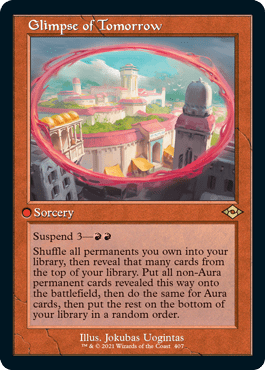 Glimpse of Tomorrow
Sorcery
Suspend 3—
Shuffle all permanents you own into
your library, then reveal that many cards from
the top of your library. Put all non-Aura
permanent cards revealed this way onto
the battlefield, then do the same for Aura
cards, then put the rest on the bottom of
your library in a random order.
Illus. Jokubas Uogintas
™ & © 2021 Wizards of the Coast 407